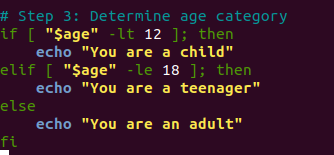 # Step 3: Determine age category
if [ "$age" -lt 12 ]; then
    echo "You are a child"
elif [ "$age" -le 18 ]; then
    echo "You are a teenager"
else
    echo "You are an adult"
fi